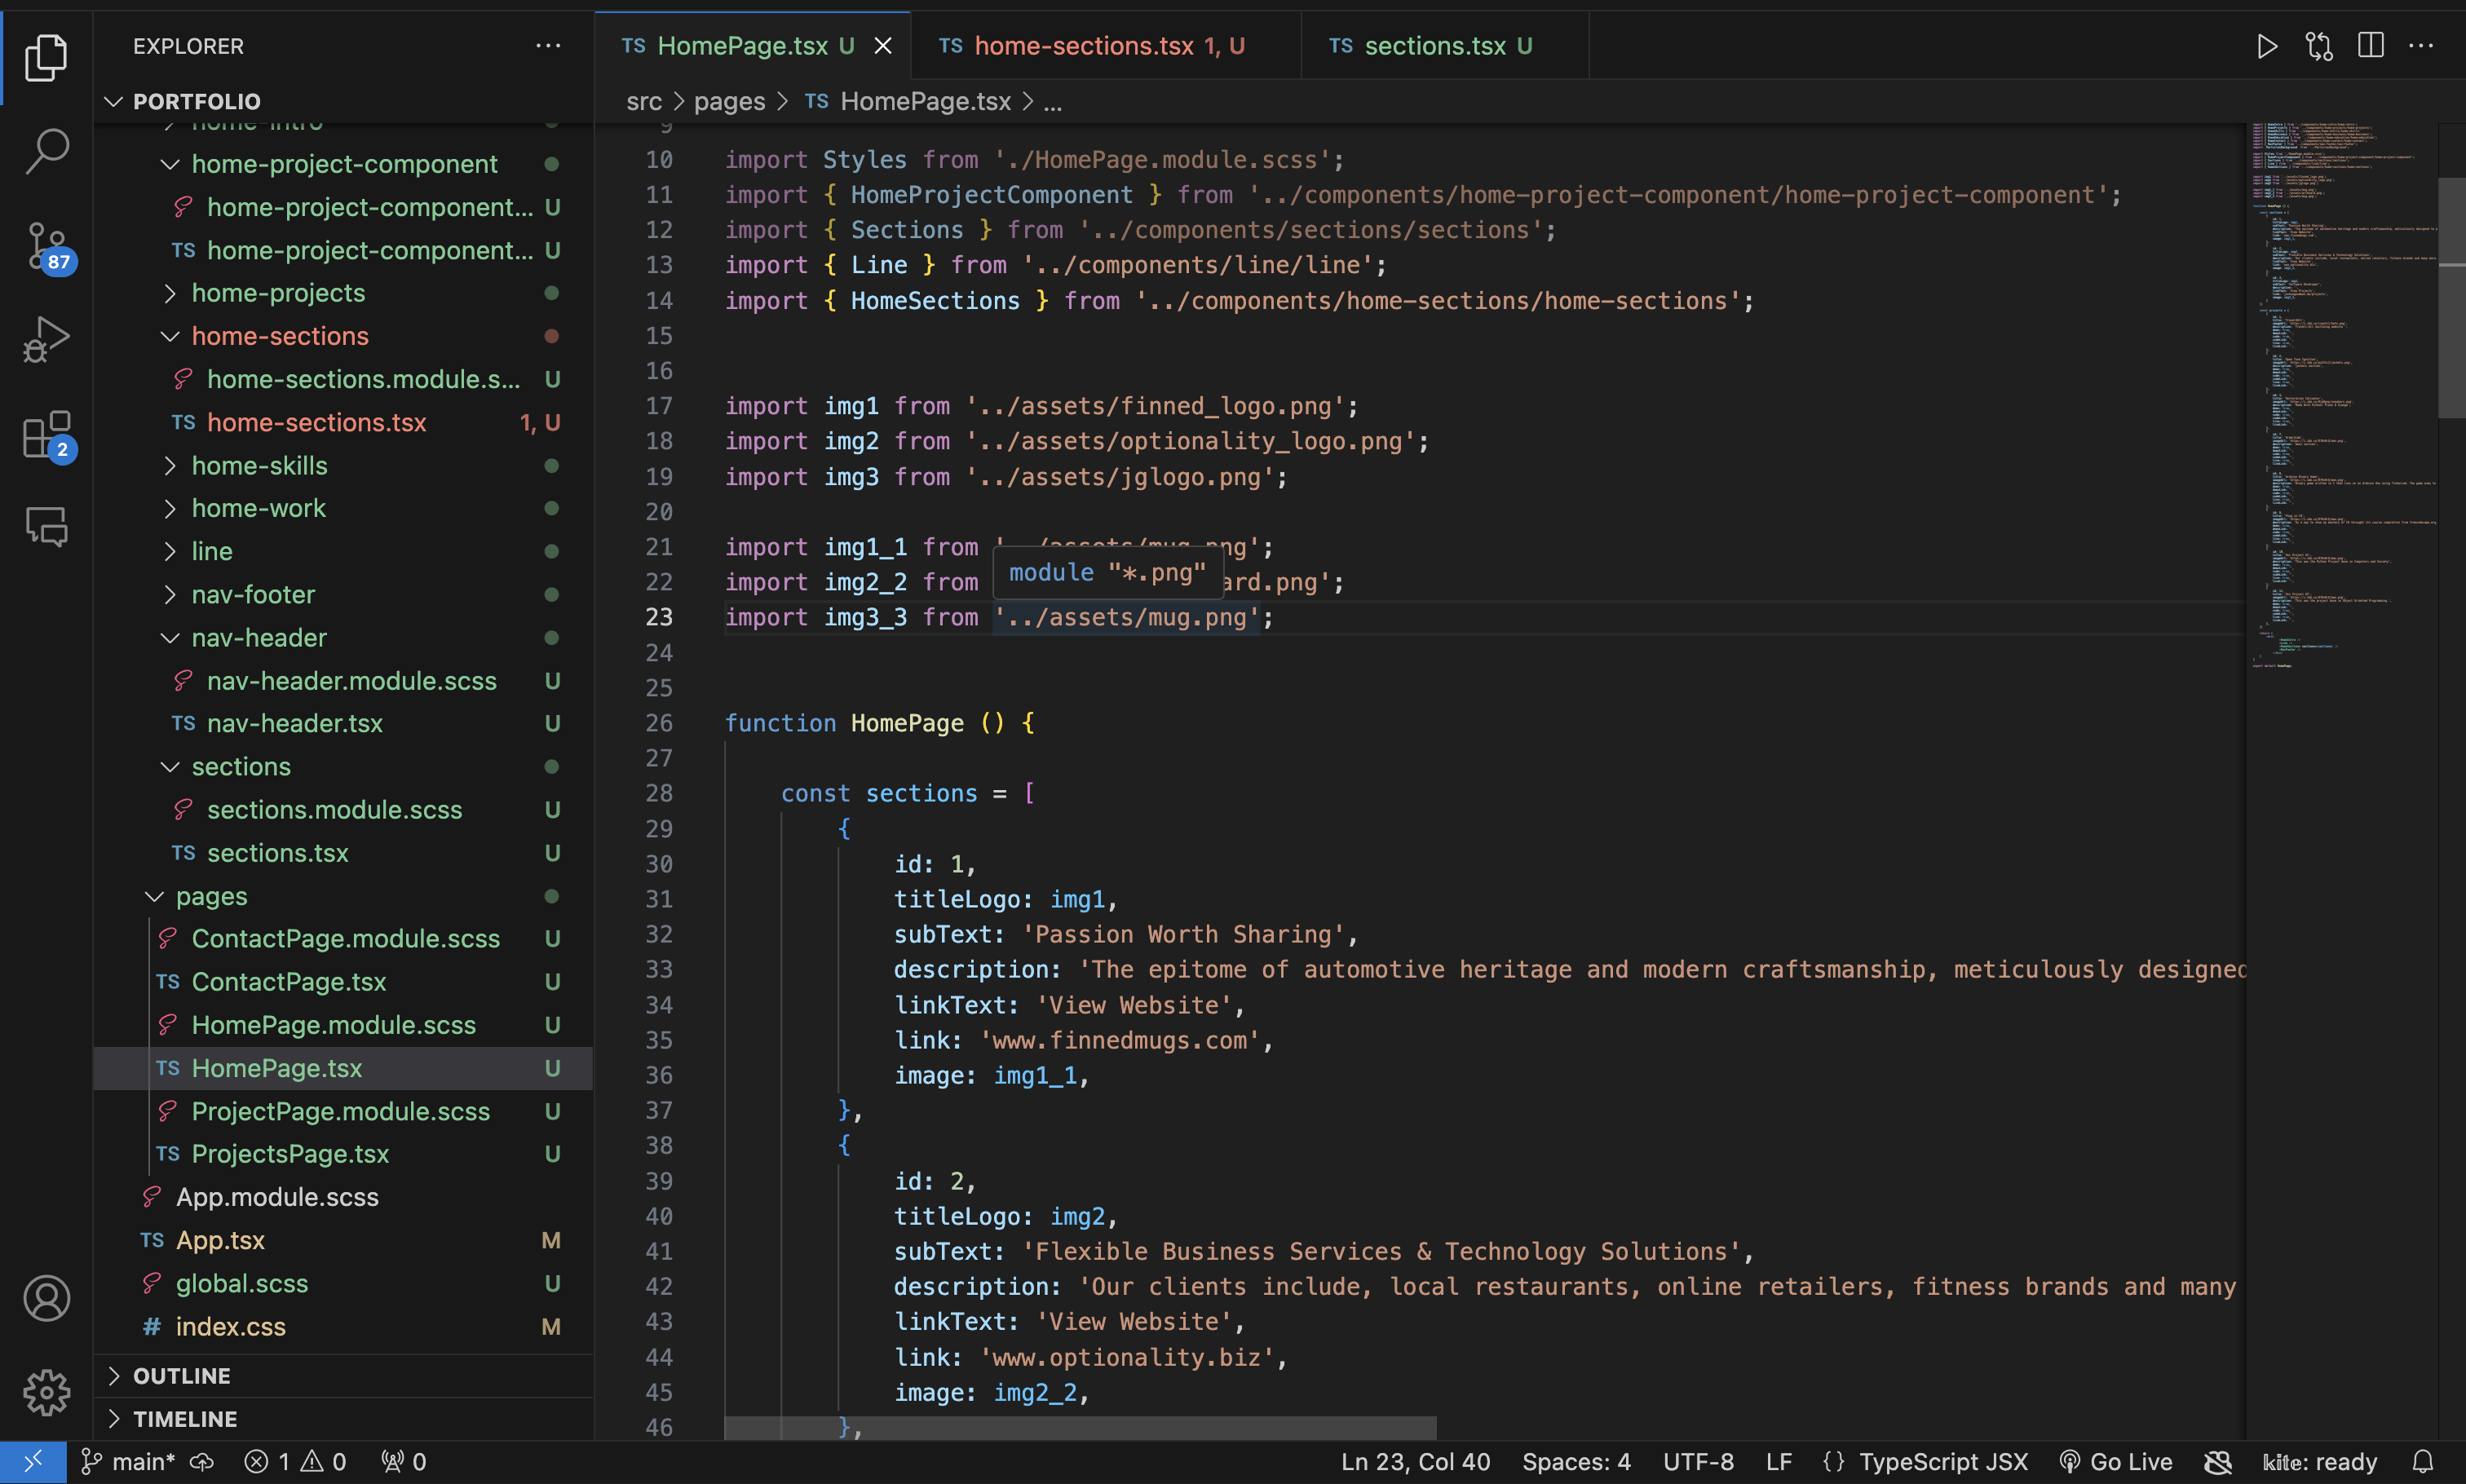 EXPLORER
PORTFOLIO
home-intro
home-project-component
home-project-component... U
home-project-component... U
home-projects
home-sections
home-sections.module.s... U
home-sections.tsx 1, U
home-skills
home-work
line
nav-footer
nav-header
nav-header.module.scss U
nav-header.tsx U
sections
sections.module.scss U
sections.tsx U
pages
ContactPage.module.scss U
ContactPage.tsx U
HomePage.module.scss U
HomePage.tsx U
ProjectPage.module.scss U
ProjectsPage.tsx U
App.module.scss
App.tsx M
global.scss U
index.css M
OUTLINE
TIMELINE
87
2
TS HomePage.tsx U
TS home-sections.tsx 1, U
TS sections.tsx U
src > pages > TS HomePage.tsx > ...
9
10 import Styles from './HomePage.module.scss';
11 import { HomeProjectComponent } from '../components/home-project-component/home-project-component';
12 import { Sections } from '../components/sections/sections';
13 import { Line } from '../components/line/line';
14 import { HomeSections } from '../components/home-sections/home-sections';
15
16
17 import img1 from '../assets/finned_logo.png';
18 import img2 from '../assets/optionality_logo.png';
19 import img3 from '../assets/jglogo.png';
20
21 import img1_1 from '../assets/mug.png';
module "*.png"
22 import img2_2 from ard.png';
23 import img3_3 from '../assets/mug.png';
24
25
26 function HomePage () {
27
28 const sections = [
29 {
30 id: 1,
31 titleLogo: img1,
32 subText: 'Passion Worth Sharing',
33 description: 'The epitome of automotive heritage and modern craftsmanship, meticulously designed
34 linkText: 'View Website',
35 link: 'www.finnedmugs.com',
36 image: img1_1,
37 },
38 {
39 id: 2,
40 titleLogo: img2,
41 subText: 'Flexible Business Services & Technology Solutions',
42 description: 'Our clients include, local restaurants, online retailers, fitness brands and many
43 linkText: 'View Website',
44 link: 'www.optionality.biz',
45 image: img2_2,
46 },
main* 1 0 0
Ln 23, Col 40 Spaces: 4 UTF-8 LF {} TypeScript JSX Go Live kite: ready